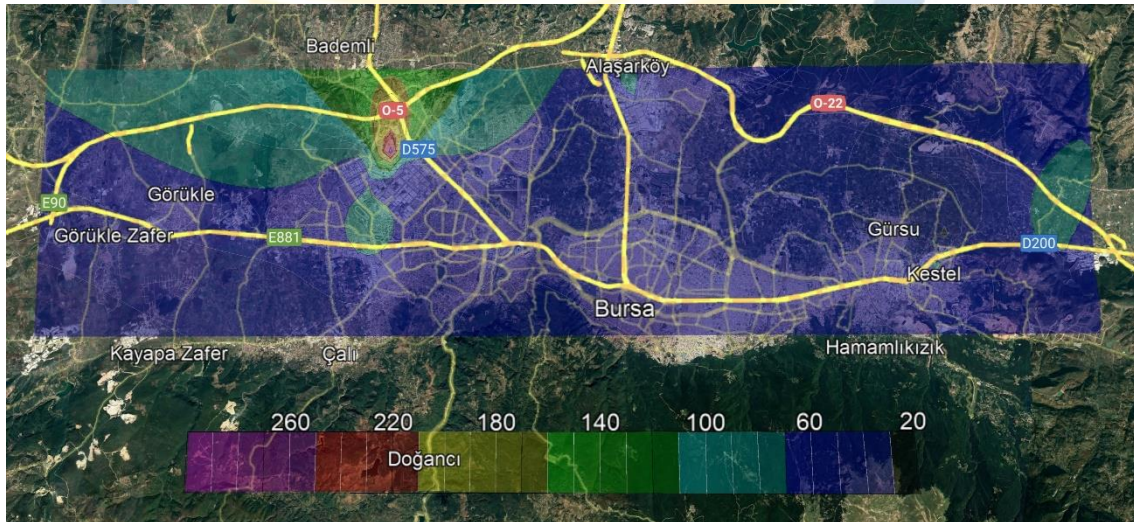 Bademli
Alaşarköy
O-5
O-22
D575
Görükle
E90
Görükle Zafer
E881
Gürsu
D200
Kestel
Bursa
Kayapa Zafer
Çalı
Hamamlıkızık
260 220 180 140 100 60 20
Doğancı